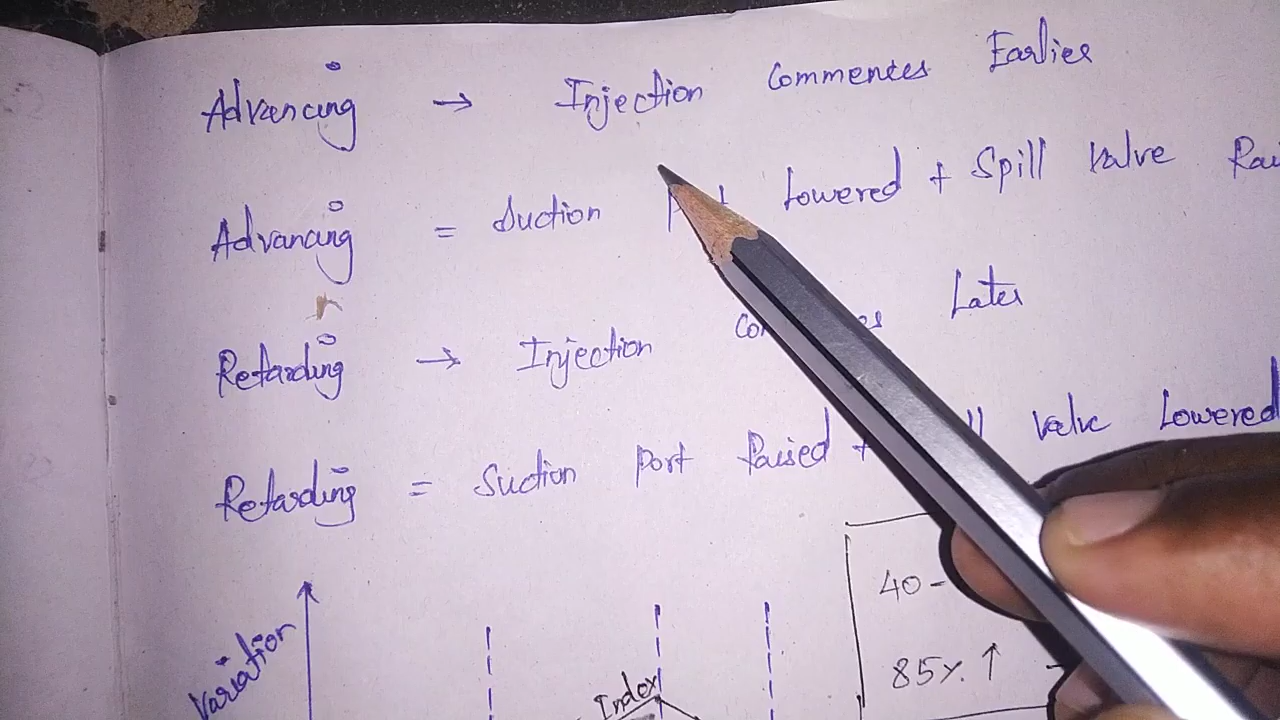 Advancing → Injection Commences Earlier
Advancing = Suction Lowered + Spill Valve
Retarding → Injection Later
Retarding = Suction Port Raised + Valve Lowered
40-
Variation
Index
85% ↑